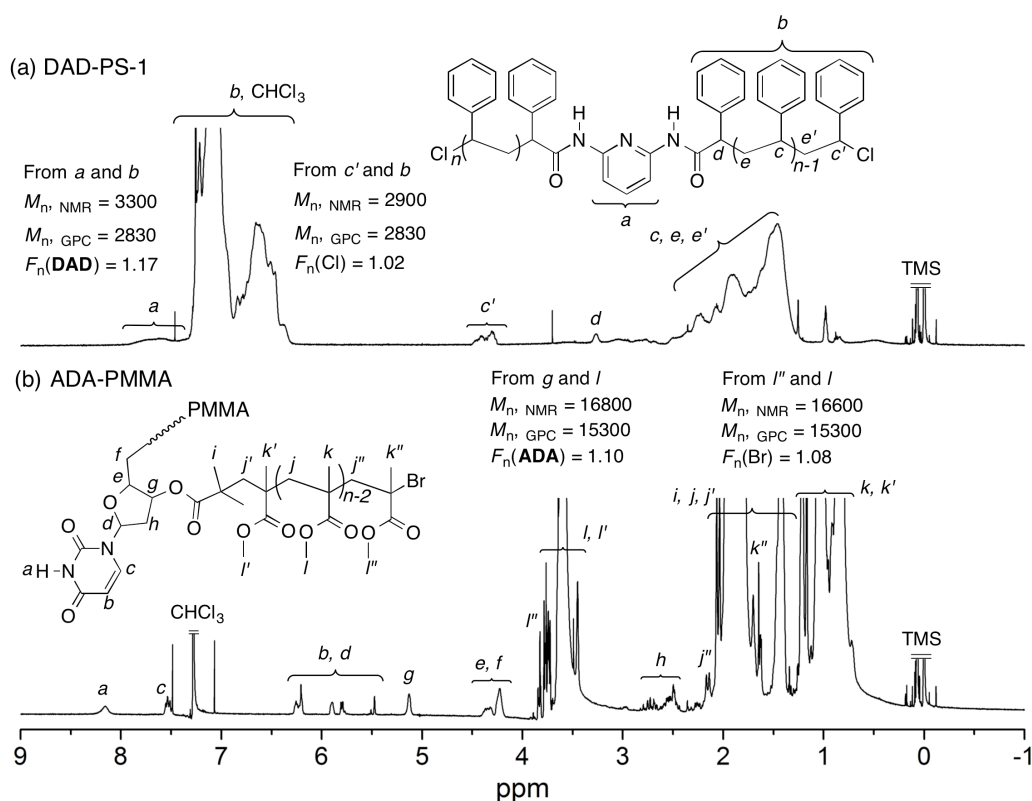 (a) DAD-PS-1
b, CHCl3
b
From a and b
Mn, NMR = 3300
Mn, GPC = 2830
Fn(DAD) = 1.17
From c' and b
Mn, NMR = 2900
Mn, GPC = 2830
Fn(Cl) = 1.02
H
N
N
H
N
Cl
n
O
O
d
e
c
n-1
e'
c'
Cl
a
c, e, e'
TMS
a
c'
d
(b) ADA-PMMA
From g and l
Mn, NMR = 16800
Mn, GPC = 15300
Fn(ADA) = 1.10
From l" and l
Mn, NMR = 16600
Mn, GPC = 15300
Fn(Br) = 1.08
PMMA
f
e
g
O
O
d
h
i
j'
k'
j
k
n-2
j"
k"
Br
O
O
O
O
O
O
O
l'
l
l"
O
N
a H
N
c
O
b
CHCl3
a
c
b, d
g
e, f
l"
l, l'
h
j"
i, j, j'
k"
k, k'
TMS
9 8 7 6 5 4 3 2 1 0 -1
ppm